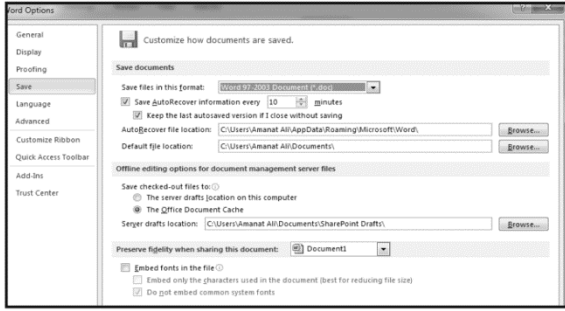 Word Options
General
Display
Proofing
Save
Language
Advanced
Customize Ribbon
Quick Access Toolbar
Add-Ins
Trust Center
Customize how documents are saved.
Save documents
Save files in this format: Word 97-2003 Document (*.doc)
Save AutoRecover information every 10 minutes
Keep the last autosaved version if I close without saving
AutoRecover file location: C:\Users\Amanat Ali\AppData\Roaming\Microsoft\Word\ Browse...
Default file location: C:\Users\Amanat Ali\Documents\ Browse...
Offline editing options for document management server files
Save checked-out files to:
The server drafts location on this computer
The Office Document Cache
Server drafts location: C:\Users\Amanat Ali\Documents\SharePoint Drafts\ Browse...
Preserve fidelity when sharing this document: Document1
Embed fonts in the file
Embed only the characters used in the document (best for reducing file size)
Do not embed common system fonts